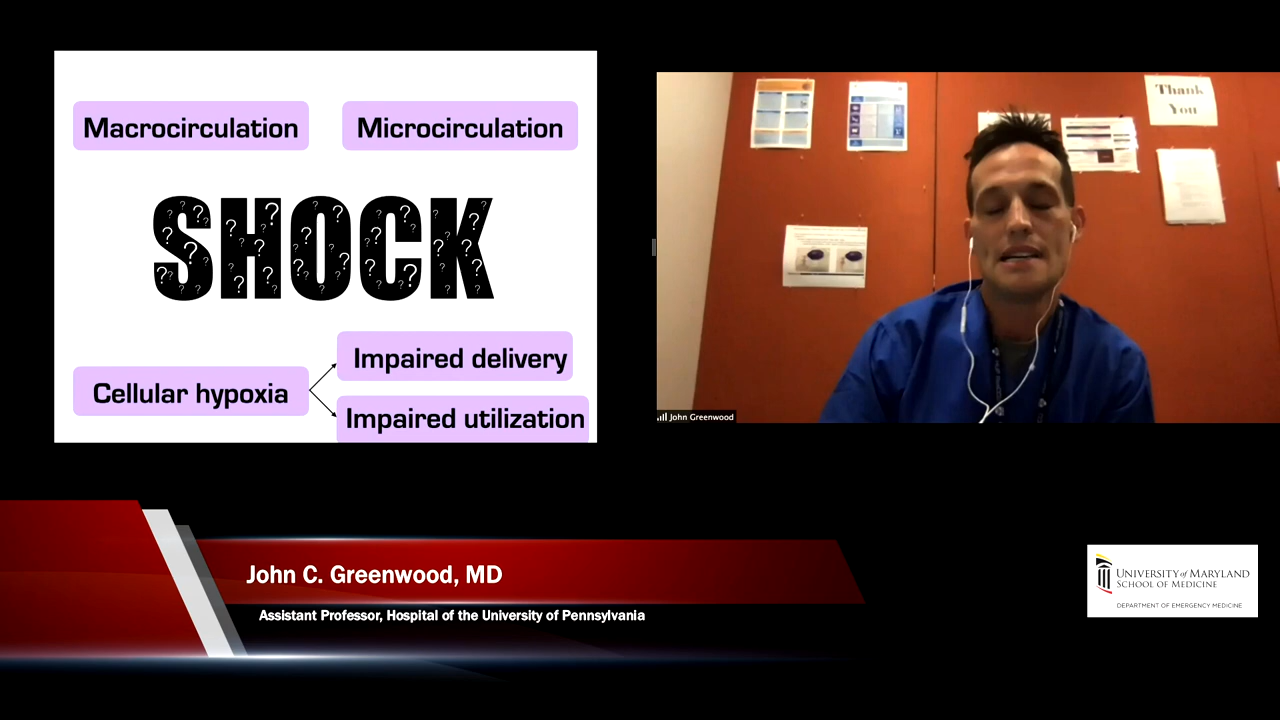 Macrocirculation
Microcirculation
SHOCK
Cellular hypoxia
Impaired delivery
Impaired utilization
Thank
You
John Greenwood
John C. Greenwood, MD
Assistant Professor, Hospital of the University of Pennsylvania
UNIVERSITY of MARYLAND
SCHOOL OF MEDICINE
DEPARTMENT OF EMERGENCY MEDICINE